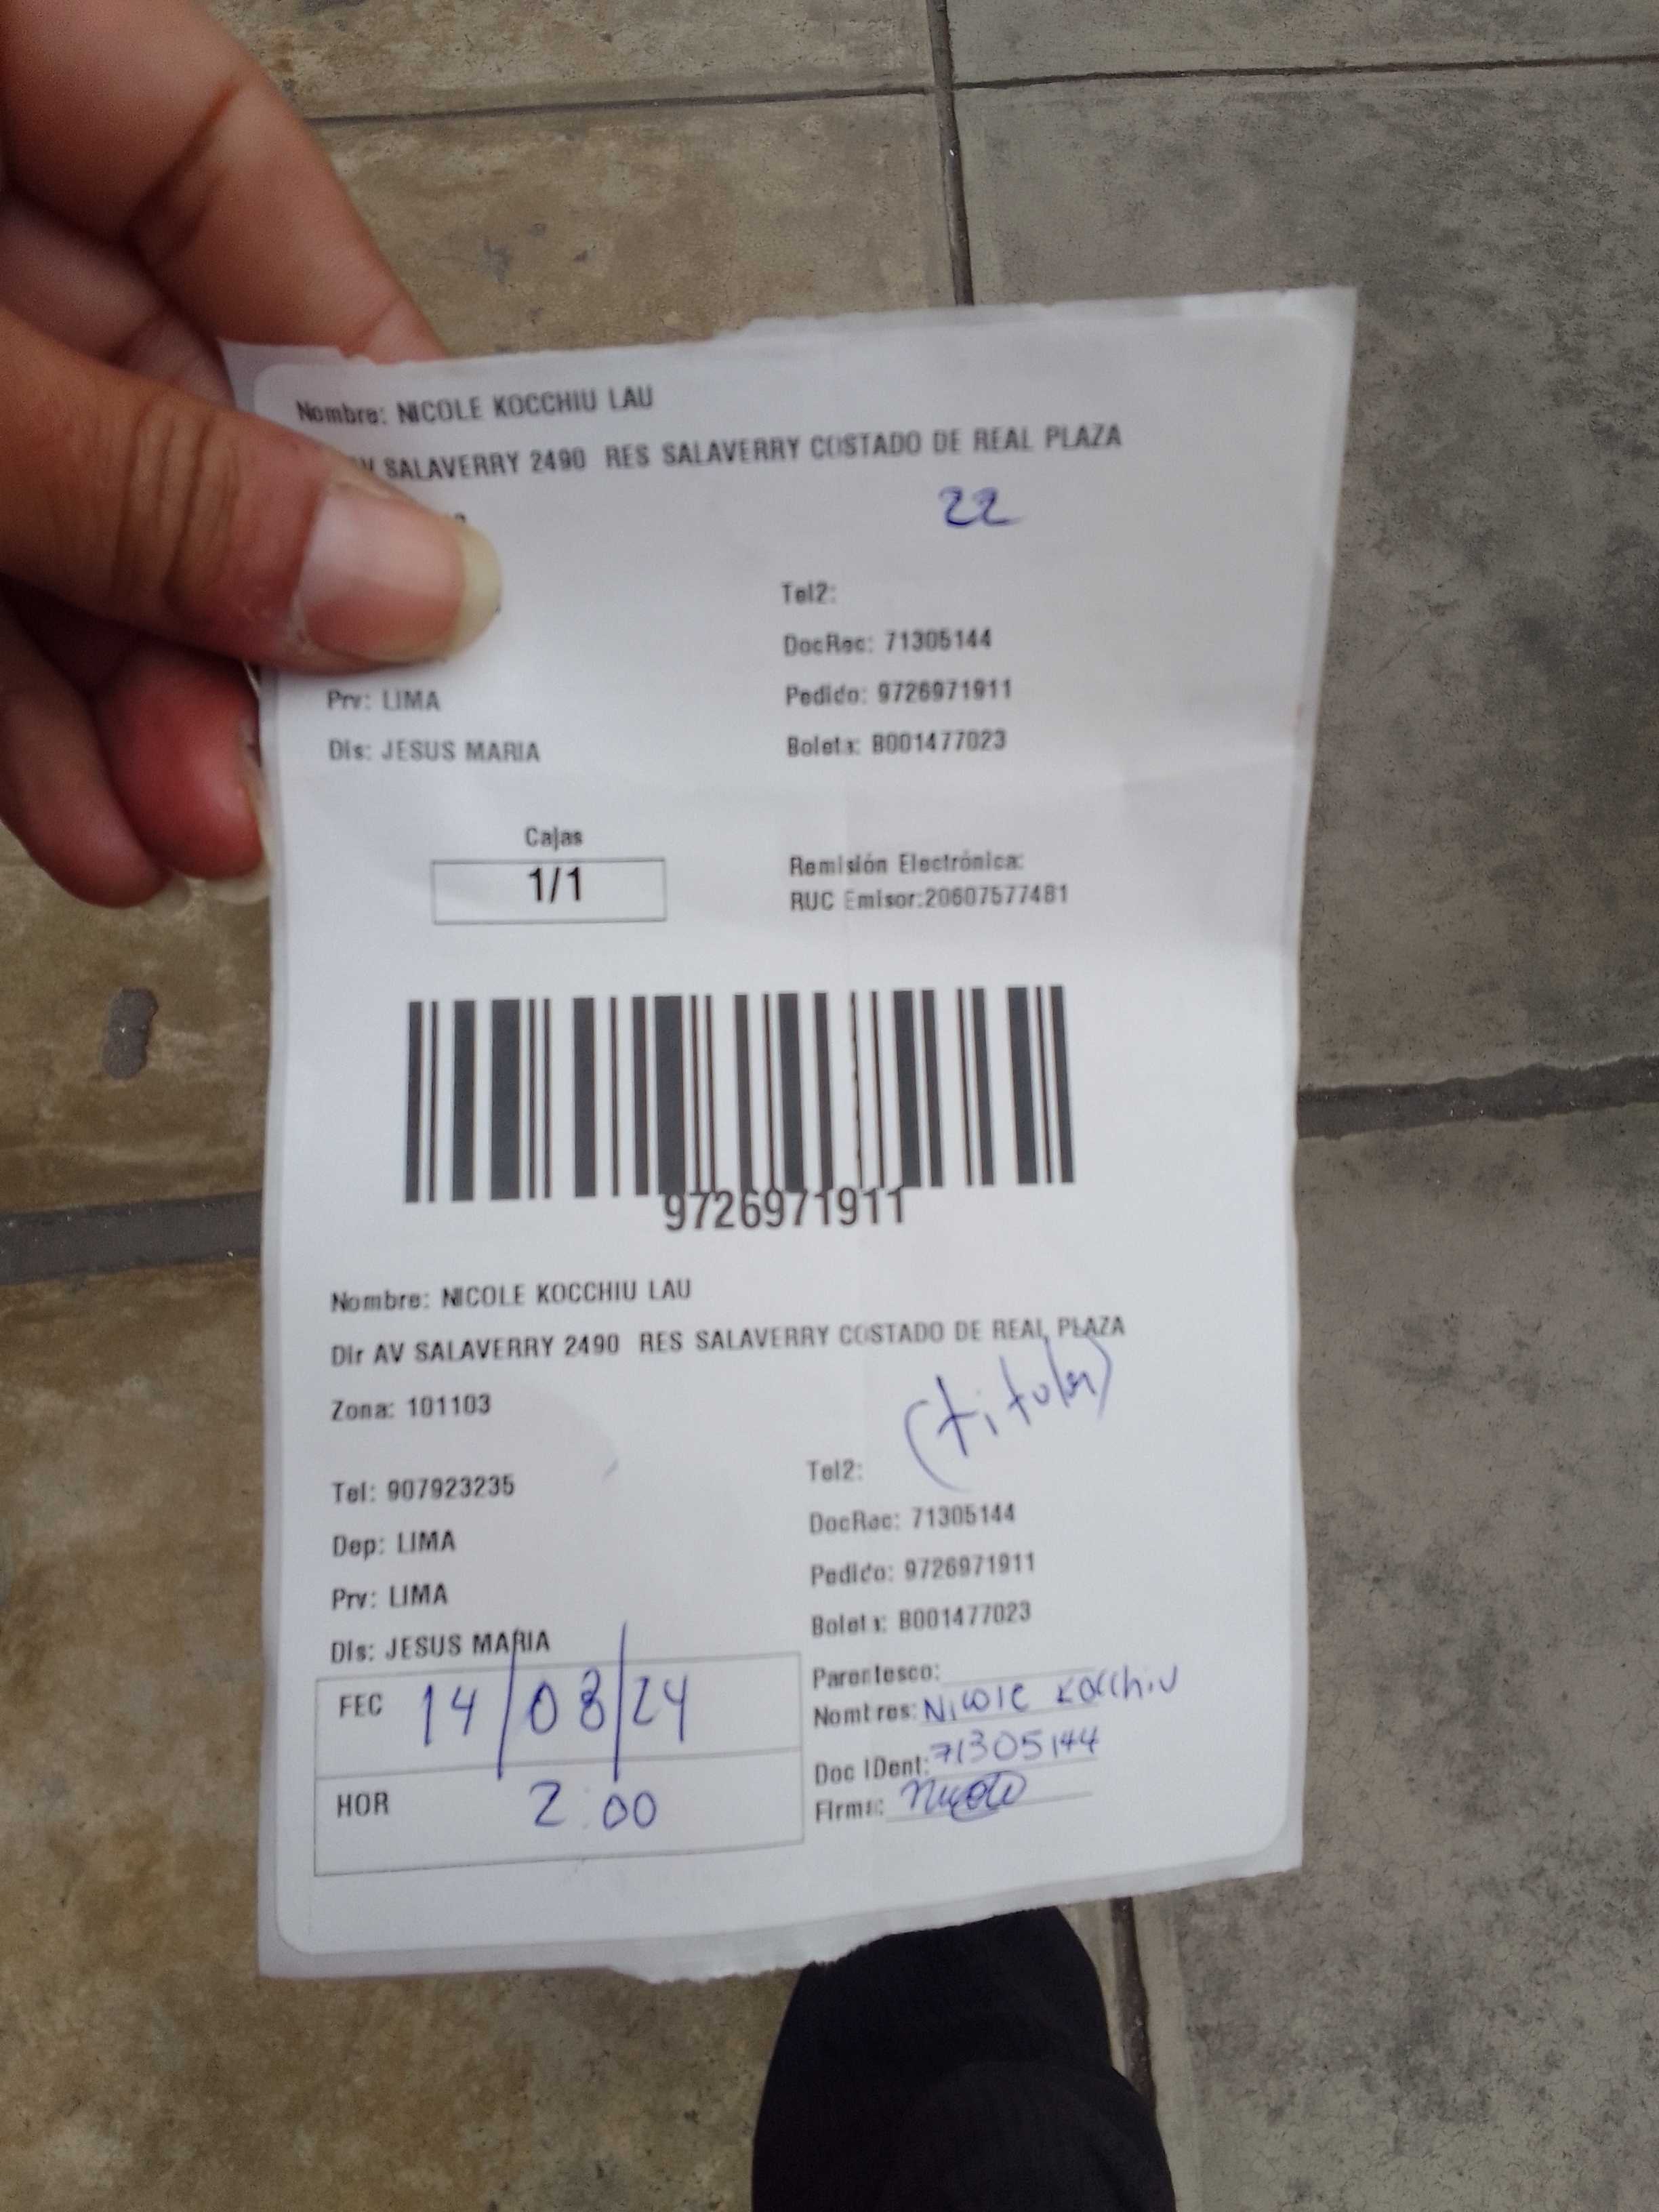 Nombre: NICOLE KOCCHIU LAU
SALAVERRY 2490 RES SALAVERRY COSTADO DE REAL PLAZA
22
Tel2:
DocRec: 71305144
Prv: LIMA
Pedido: 9726971911
Dis: JESUS MARIA
Boleta: B001477023
Cajas
1/1
Remisión Electrónica:
RUC Emisor:20607577481
9726971911
Nombre: NICOLE KOCCHIU LAU
Dir AV SALAVERRY 2490 RES SALAVERRY COSTADO DE REAL PLAZA
Zona: 101103
(titular)
Tel: 907923235
Tel2:
Dep: LIMA
DocRec: 71305144
Prv: LIMA
Pedido: 9726971911
Dis: JESUS MARIA
Boleta: B001477023
FEC 14/08/24
HOR 2:00
Parentesco:
Nombres: Nicole Kocchiu
Doc IDent: 71305144
Firma: Nicole